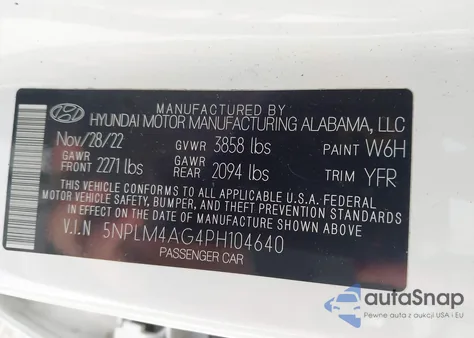 MANUFACTURED BY
HYUNDAI MOTOR MANUFACTURING ALABAMA, LLC
Nov/28/22 GVWR 3858 lbs PAINT W6H
GAWR FRONT 2271 lbs GAWR REAR 2094 lbs TRIM YFR
THIS VEHICLE CONFORMS TO ALL APPLICABLE U.S.A. FEDERAL
MOTOR VEHICLE SAFETY, BUMPER, AND THEFT PREVENTION STANDARDS
IN EFFECT ON THE DATE OF MANUFACTURE SHOWN ABOVE.
V.I.N 5NPLM4AG4PH104640
PASSENGER CAR
autaSnap
Pewne auta z aukcji USA i EU